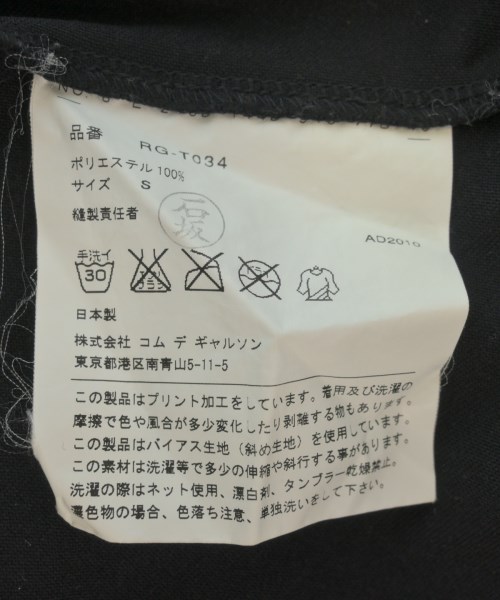 品番 RG-T034
ポリエステル 100%
サイズ S
縫製責任者
AD2010
手洗イ
30
日本製
株式会社 コム デ ギャルソン
東京都港区南青山5-11-5
この製品はプリント加工をしています。着用及び洗濯の
摩擦で色や風合が多少変化したり剥離する物もあります。
この製品はバイアス生地（斜め生地）を使用しています。
この素材は洗濯等で多少の伸縮や斜行する事があります。
洗濯の際はネット使用、漂白剤、タンブラー乾燥禁止。
濃色物の場合、色落ち注意、単独洗いをして下さい。